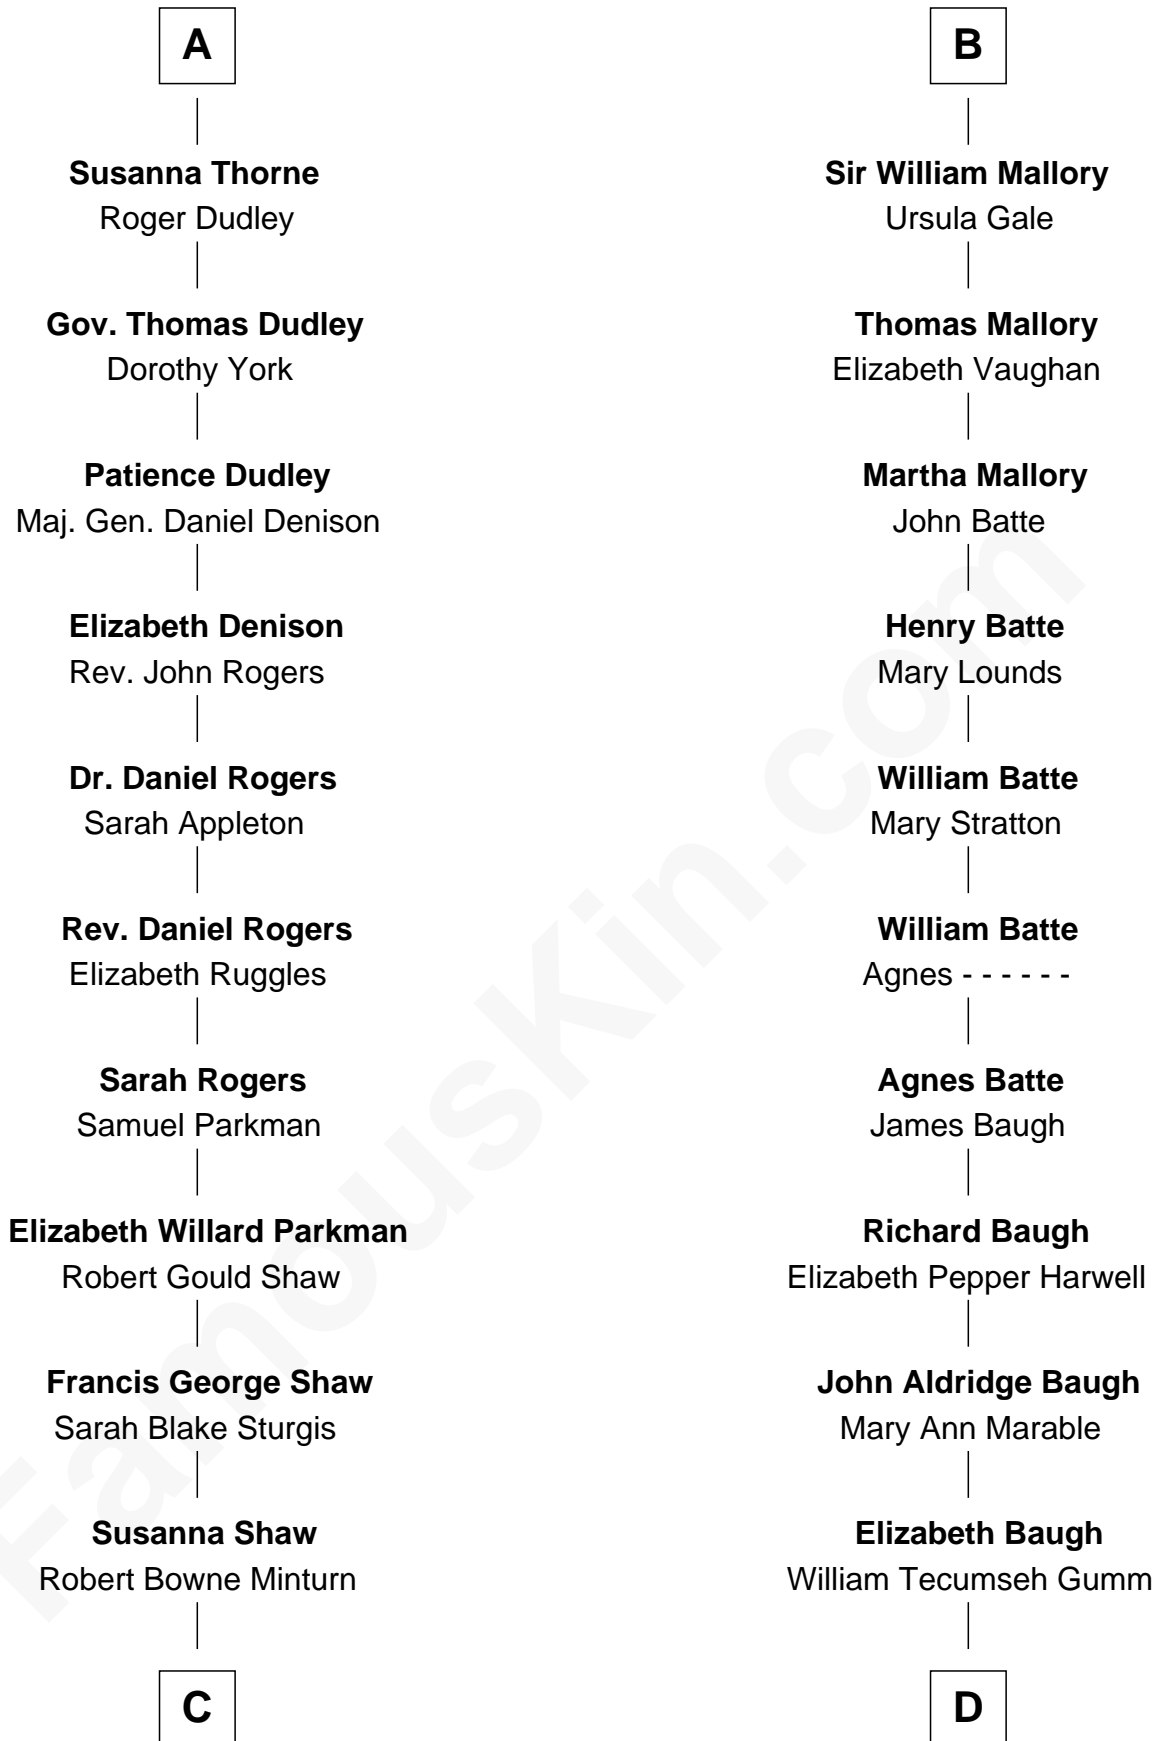 A
Susanna Thorne
Roger Dudley
Gov. Thomas Dudley
Dorothy York
Patience Dudley
Maj. Gen. Daniel Denison
Elizabeth Denison
Rev. John Rogers
Dr. Daniel Rogers
Sarah Appleton
Rev. Daniel Rogers
Elizabeth Ruggles
Sarah Rogers
Samuel Parkman
Elizabeth Willard Parkman
Robert Gould Shaw
Francis George Shaw
Sarah Blake Sturgis
Susanna Shaw
Robert Bowne Minturn
C
B
Sir William Mallory
Ursula Gale
Thomas Mallory
Elizabeth Vaughan
Martha Mallory
John Batte
Henry Batte
Mary Lounds
William Batte
Mary Stratton
William Batte
Agnes - - - - - -
Agnes Batte
James Baugh
Richard Baugh
Elizabeth Pepper Harwell
John Aldridge Baugh
Mary Ann Marable
Elizabeth Baugh
William Tecumseh Gumm
D
FamousKin.com